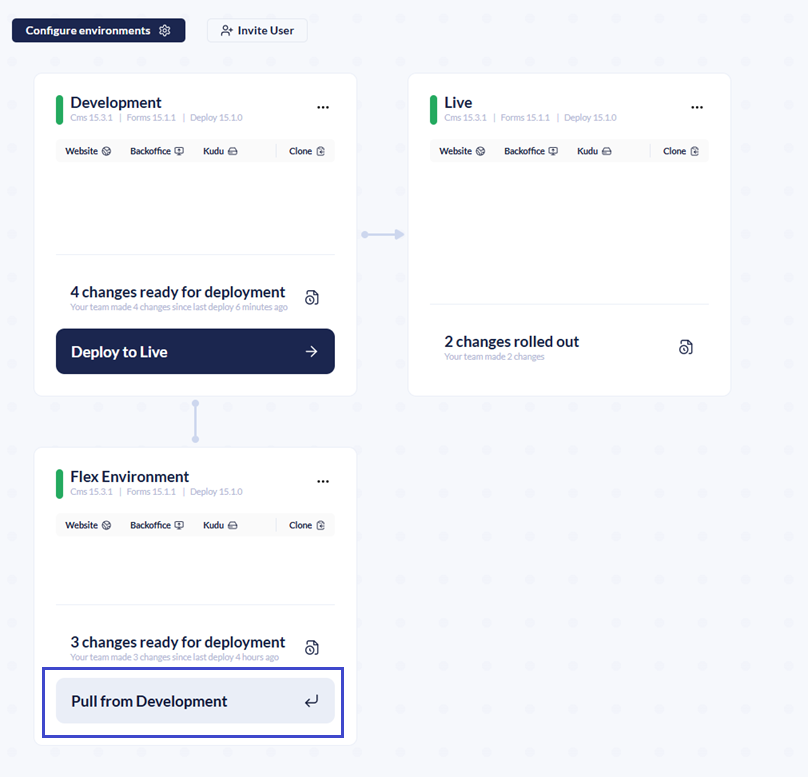 Configure environments
Invite User
Development
Cms 15.3.1 | Forms 15.1.1 | Deploy 15.1.0
Website Backoffice Kudu Clone
4 changes ready for deployment
Your team made 4 changes since last deploy 6 minutes ago
Deploy to Live
Live
Cms 15.3.1 | Forms 15.1.1 | Deploy 15.1.0
Website Backoffice Kudu Clone
2 changes rolled out
Your team made 2 changes
Flex Environment
Cms 15.3.1 | Forms 15.1.1 | Deploy 15.1.0
Website Backoffice Kudu Clone
3 changes ready for deployment
Your team made 3 changes since last deploy 4 hours ago
Pull from Development